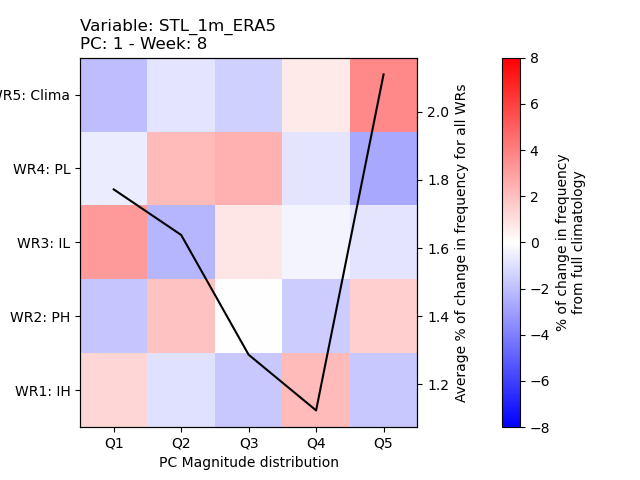 Variable: STL_1m_ERA5
PC: 1 - Week: 8
WR5: Clima
WR4: PL
WR3: IL
WR2: PH
WR1: IH
Q1 Q2 Q3 Q4 Q5
PC Magnitude distribution
2.0
1.8
1.6
1.4
1.2
Average % of change in frequency for all WRs
8
6
4
2
0
−2
−4
−6
−8
% of change in frequency
from full climatology